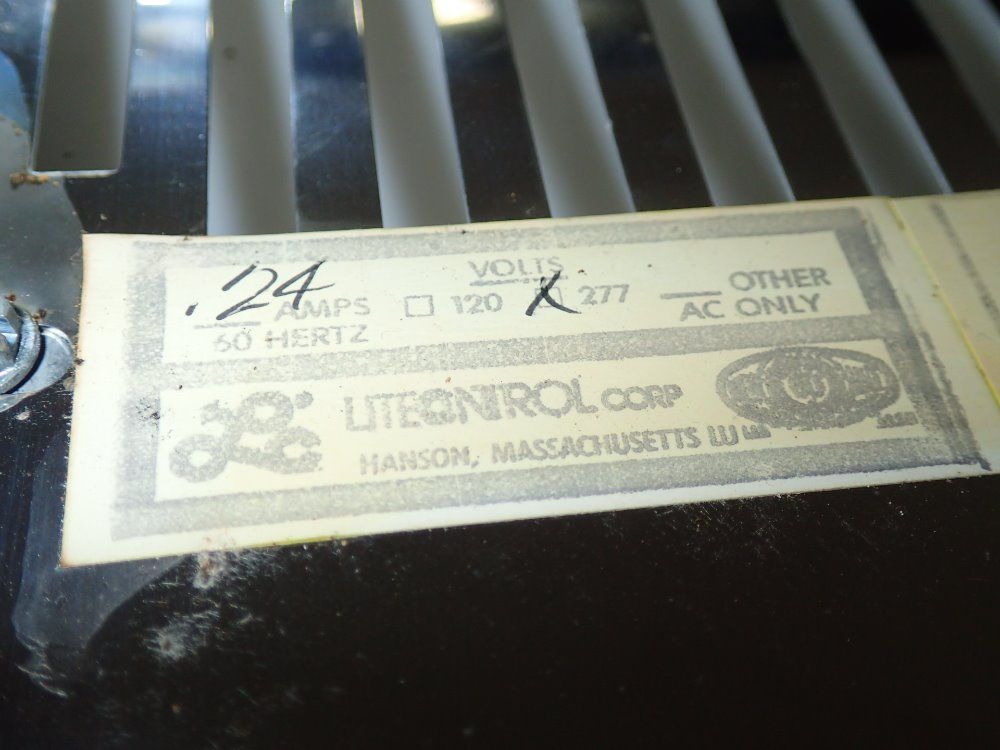 VOLTS
.24 AMPS ☐ 120 ☒ 277 ___ OTHER
60 HERTZ AC ONLY
LITECONTROL CORP
HANSON, MASSACHUSETTS